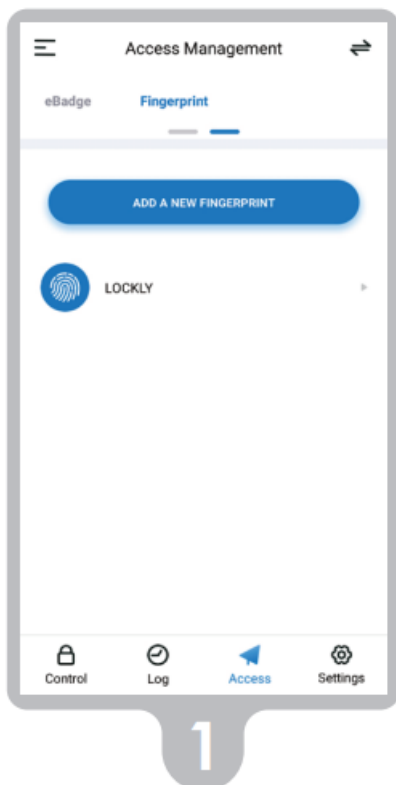 Access Management
eBadge Fingerprint
ADD A NEW FINGERPRINT
LOCKLY
Control Log Access Settings
1